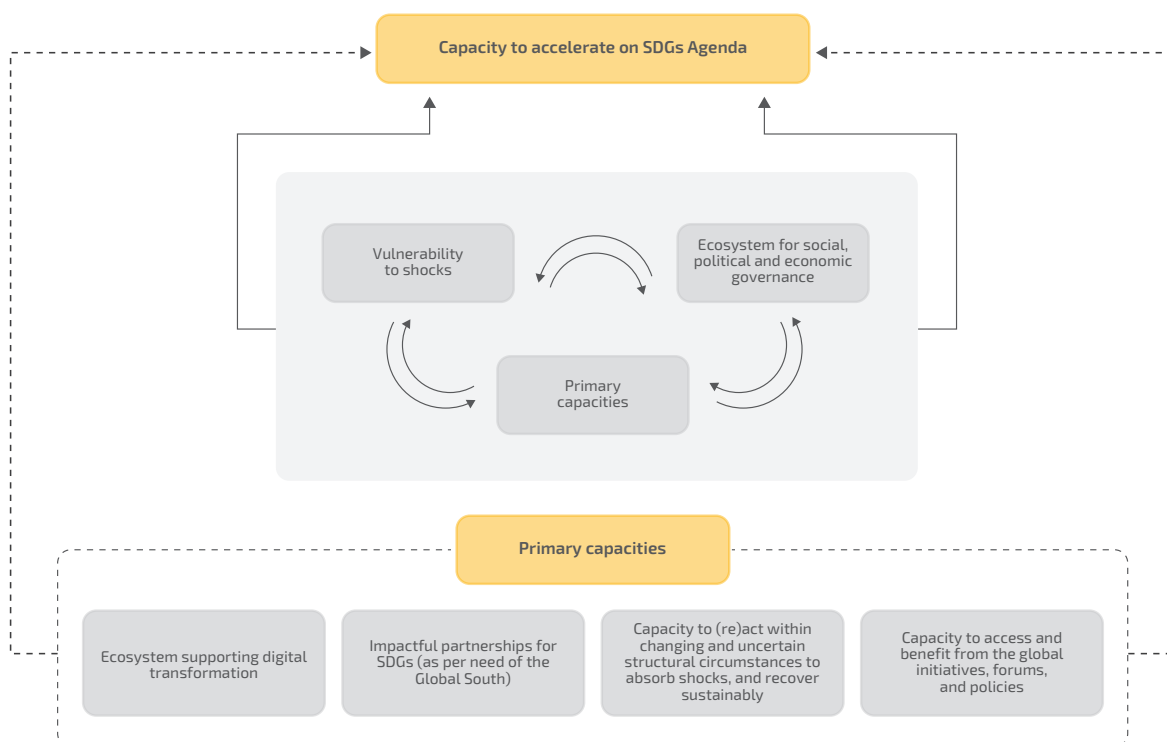 Capacity to accelerate on SDGs Agenda
Vulnerability
to shocks
Ecosystem for social,
political and economic
governance
Primary
capacities
Primary capacities
Ecosystem supporting digital
transformation
Impactful partnerships for
SDGs (as per need of the
Global South)
Capacity to (re)act within
changing and uncertain
structural circumstances to
absorb shocks, and recover
sustainably
Capacity to access and
benefit from the global
initiatives, forums,
and policies